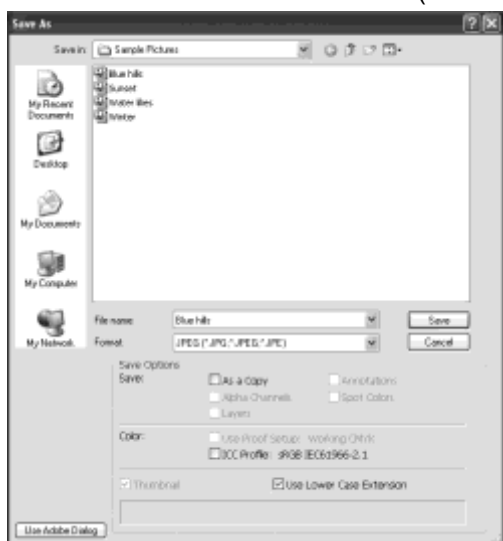 Save As
Save in: Sample Pictures
Blue hills
Sunset
Water lilies
Winter
My Recent Documents
Desktop
My Documents
My Computer
My Network
File name: Blue hills Save
Format: JPEG (*.JPG;*.JPEG;*.JPE) Cancel
Save Options
Save: As a Copy Annotations
Alpha Channels Spot Colors
Layers
Color: Use Proof Setup: Working CMYK
ICC Profile: sRGB IEC61966-2.1
Thumbnail Use Lower Case Extension
Use Adobe Dialog